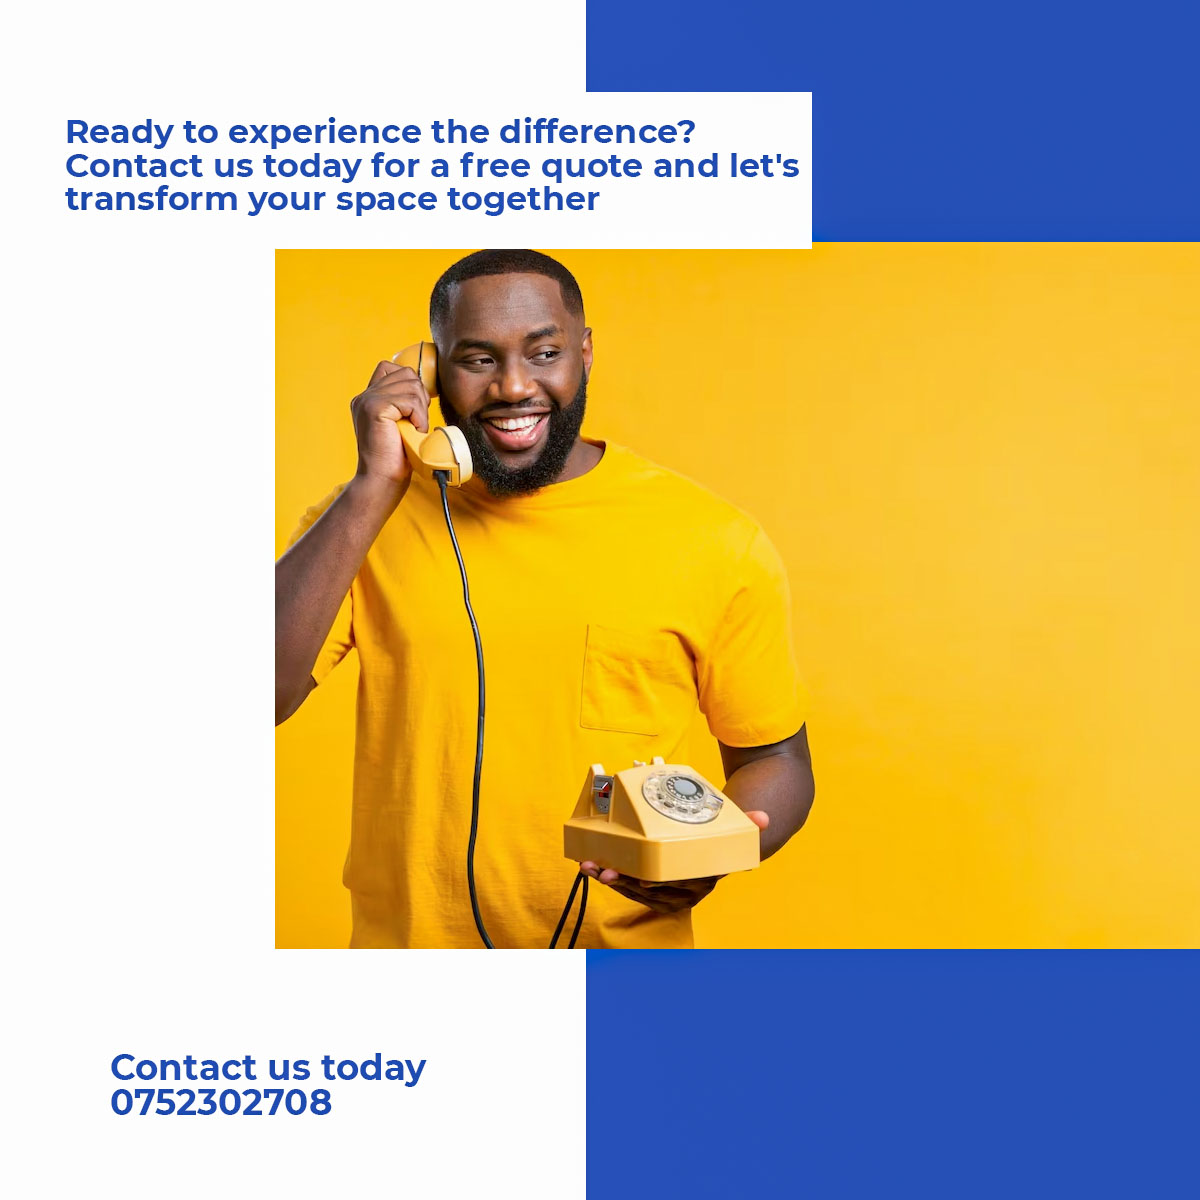 Ready to experience the difference?
Contact us today for a free quote and let's
transform your space together
Contact us today
0752302708